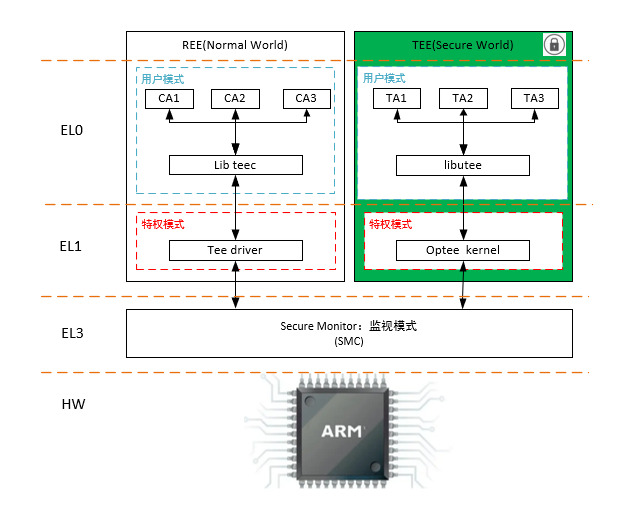 REE(Normal World)
TEE(Secure World)
用户模式
用户模式
CA1
CA2
CA3
TA1
TA2
TA3
EL0
Lib teec
libutee
特权模式
特权模式
EL1
Tee driver
Optee kernel
EL3
Secure Monitor：监视模式
(SMC)
HW
ARM